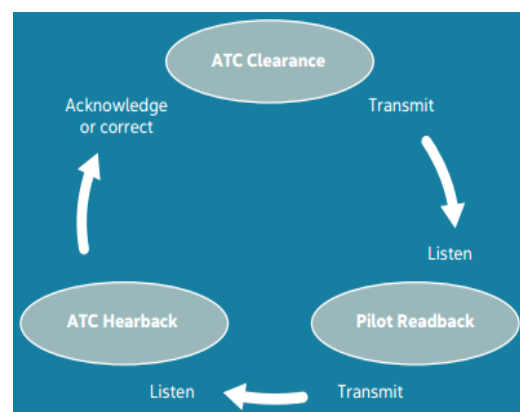 ATC Clearance
Acknowledge
or correct
Transmit
Listen
ATC Hearback
Pilot Readback
Listen
Transmit